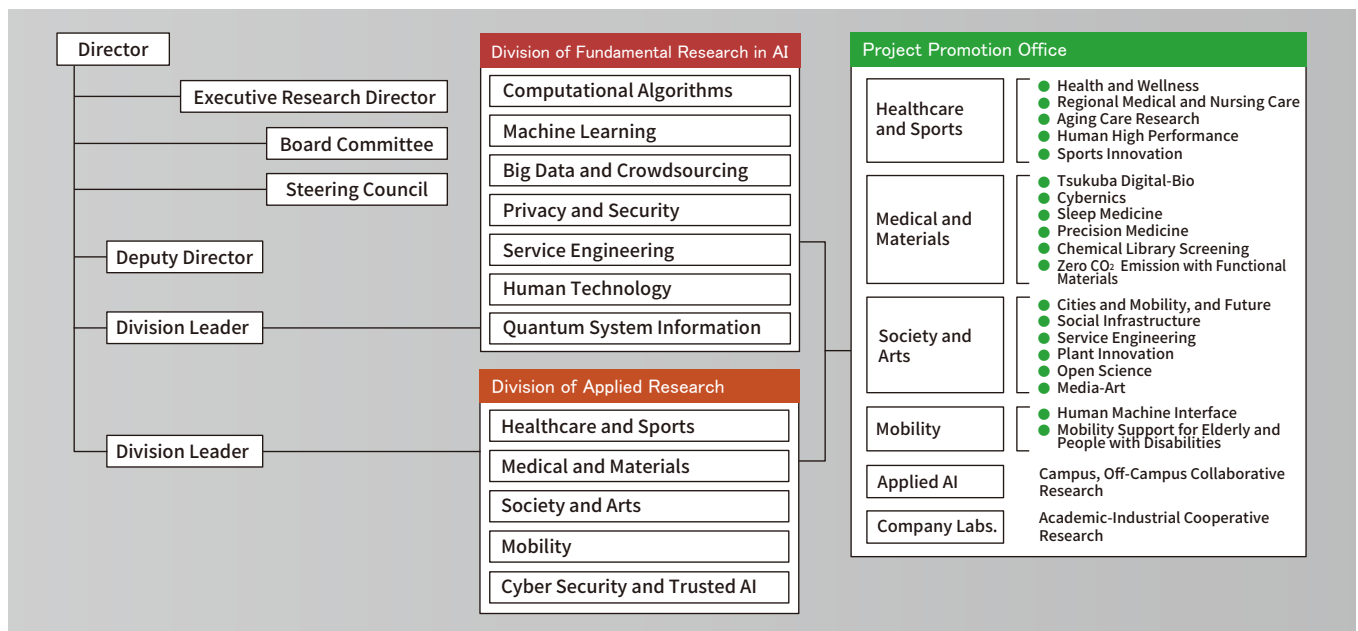 Director
Executive Research Director
Board Committee
Steering Council
Deputy Director
Division Leader
Division Leader
Division of Fundamental Research in AI
Computational Algorithms
Machine Learning
Big Data and Crowdsourcing
Privacy and Security
Service Engineering
Human Technology
Quantum System Information
Division of Applied Research
Healthcare and Sports
Medical and Materials
Society and Arts
Mobility
Cyber Security and Trusted AI
Project Promotion Office
Healthcare
and Sports
Health and Wellness
Regional Medical and Nursing Care
Aging Care Research
Human High Performance
Sports Innovation
Medical and
Materials
Tsukuba Digital-Bio
Cybernics
Sleep Medicine
Precision Medicine
Chemical Library Screening
Zero CO₂ Emission with Functional
Materials
Society and
Arts
Cities and Mobility, and Future
Social Infrastructure
Service Engineering
Plant Innovation
Open Science
Media-Art
Mobility
Human Machine Interface
Mobility Support for Elderly and
People with Disabilities
Applied AI
Campus, Off-Campus Collaborative
Research
Company Labs.
Academic-Industrial Cooperative
Research